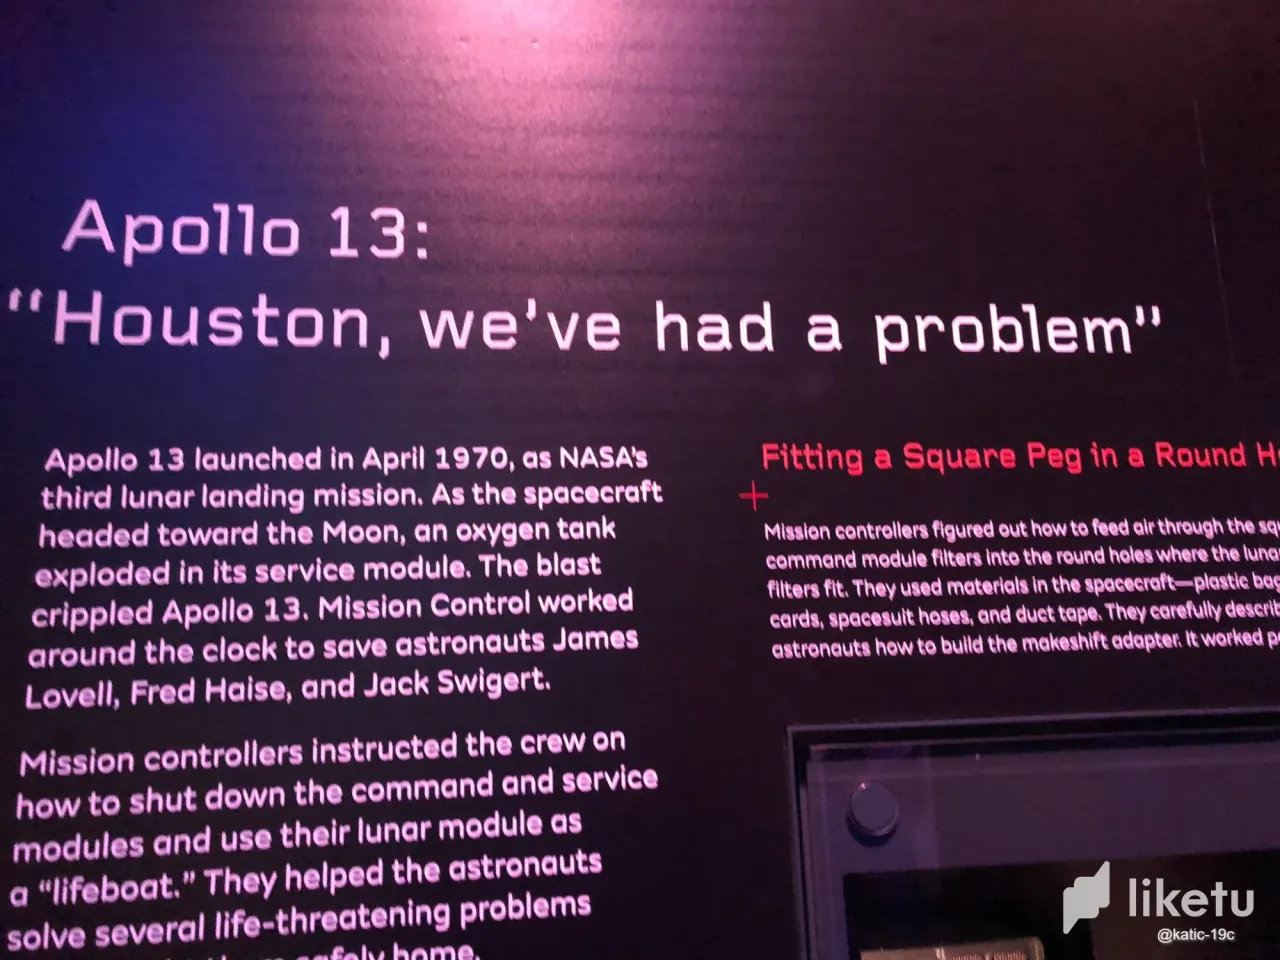 Apollo 13:
“Houston, we've had a problem”
Apollo 13 launched in April 1970, as NASA's
third lunar landing mission. As the spacecraft
headed toward the Moon, an oxygen tank
exploded in its service module. The blast
crippled Apollo 13. Mission Control worked
around the clock to save astronauts James
Lovell, Fred Haise, and Jack Swigert.
Mission controllers instructed the crew on
how to shut down the command and service
modules and use their lunar module as
a “lifeboat.” They helped the astronauts
solve several life-threatening problems
safely home.
Fitting a Square Peg in a Round
Mission controllers figured out how to feed air through the
command module filters into the round holes where the
filters fit. They used materials in the spacecraft—plastic
cards, spacesuit hoses, and duct tape. They carefully
astronauts how to build the makeshift adapter. It worked
liketu
@katic-19c